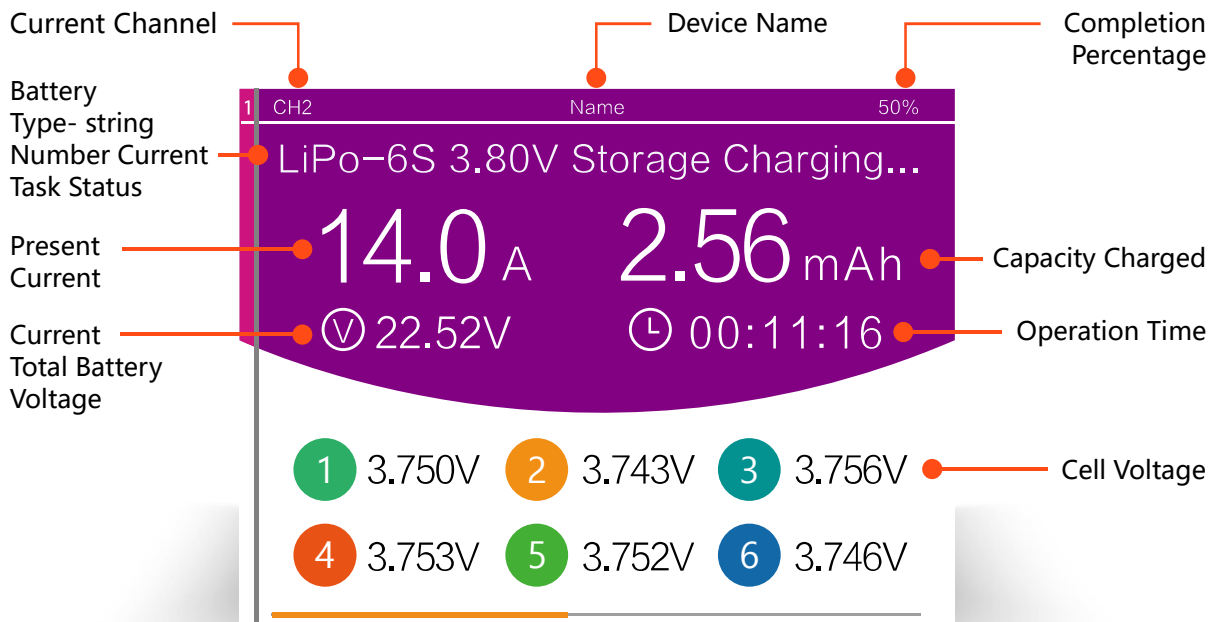 Current Channel
Device Name
Completion
Percentage
Battery
Type- string
Number Current
Task Status
1 CH2 Name 50%
LiPo-6S 3.80V Storage Charging...
Present
Current
14.0 A 2.56 mAh
Capacity Charged
Current
Total Battery
Voltage
V 22.52V 00:11:16
Operation Time
1 3.750V 2 3.743V 3 3.756V
Cell Voltage
4 3.753V 5 3.752V 6 3.746V